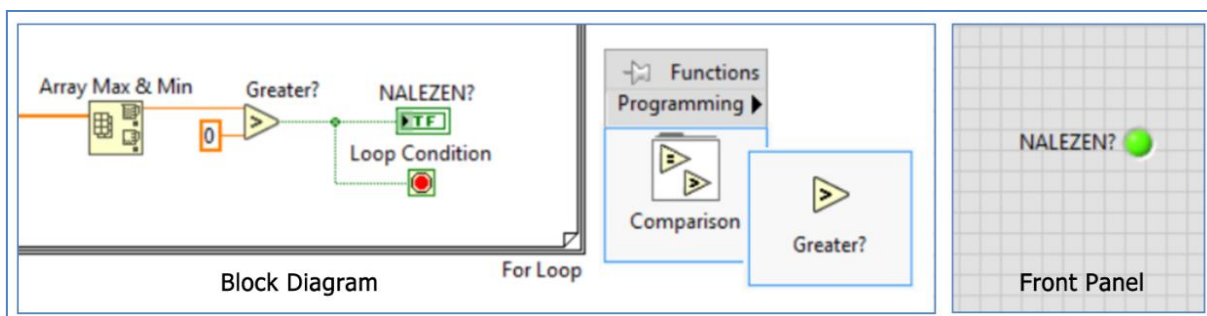 Array Max & Min
Greater?
NALEZEN?
0
TF
Loop Condition
For Loop
Block Diagram
Functions
Programming
Comparison
Greater?
NALEZEN?
Front Panel